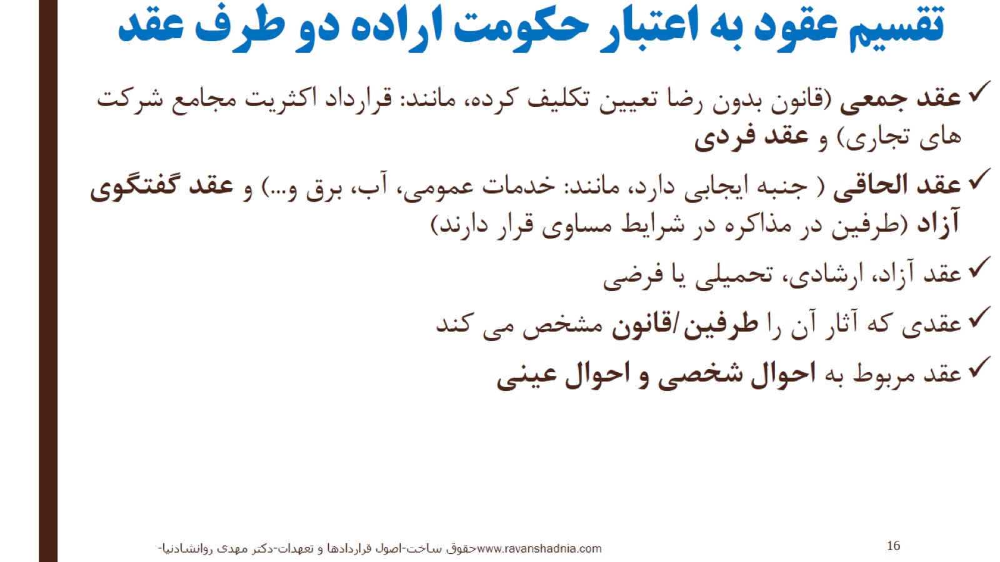 تقسیم عقود به اعتبار حکومت اراده دو طرف عقد
✓ عقد جمعی (قانون بدون رضا تعیین تکلیف کرده، مانند: قرارداد اکثریت مجامع شرکت
های تجاری) و عقد فردی
✓ عقد الحاقی ( جنبه ایجابی دارد، مانند: خدمات عمومی، آب، برق و...) و عقد گفتگوی
آزاد (طرفین در مذاکره در شرایط مساوی قرار دارند)
✓ عقد آزاد، ارشادی، تحمیلی یا فرضی
✓ عقدی که آثار آن را طرفین/قانون مشخص می کند
✓ عقد مربوط به احوال شخصی و احوال عینی
www.ravanshadnia.comحقوق ساخت-اصول قراردادها و تعهدات-دکتر مهدی روانشادنیا-
16